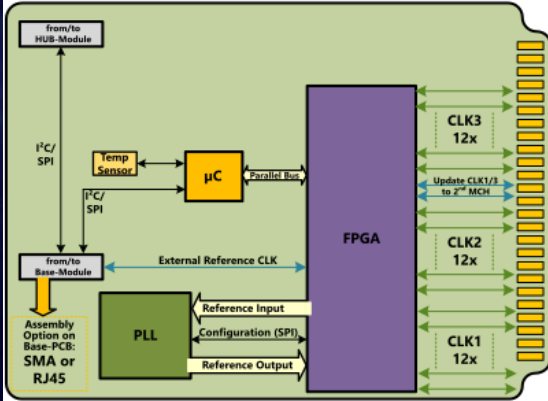 from/to
HUB-Module
I²C/
SPI
Temp
Sensor
µC
Parallel Bus
I²C/
SPI
FPGA
CLK3
12x
Update CLK1/3
to 2nd MCH
CLK2
12x
CLK1
12x
from/to
Base-Module
External Reference CLK
Assembly
Option on
Base-PCB:
SMA or
RJ45
PLL
Reference Input
Configuration (SPI)
Reference Output